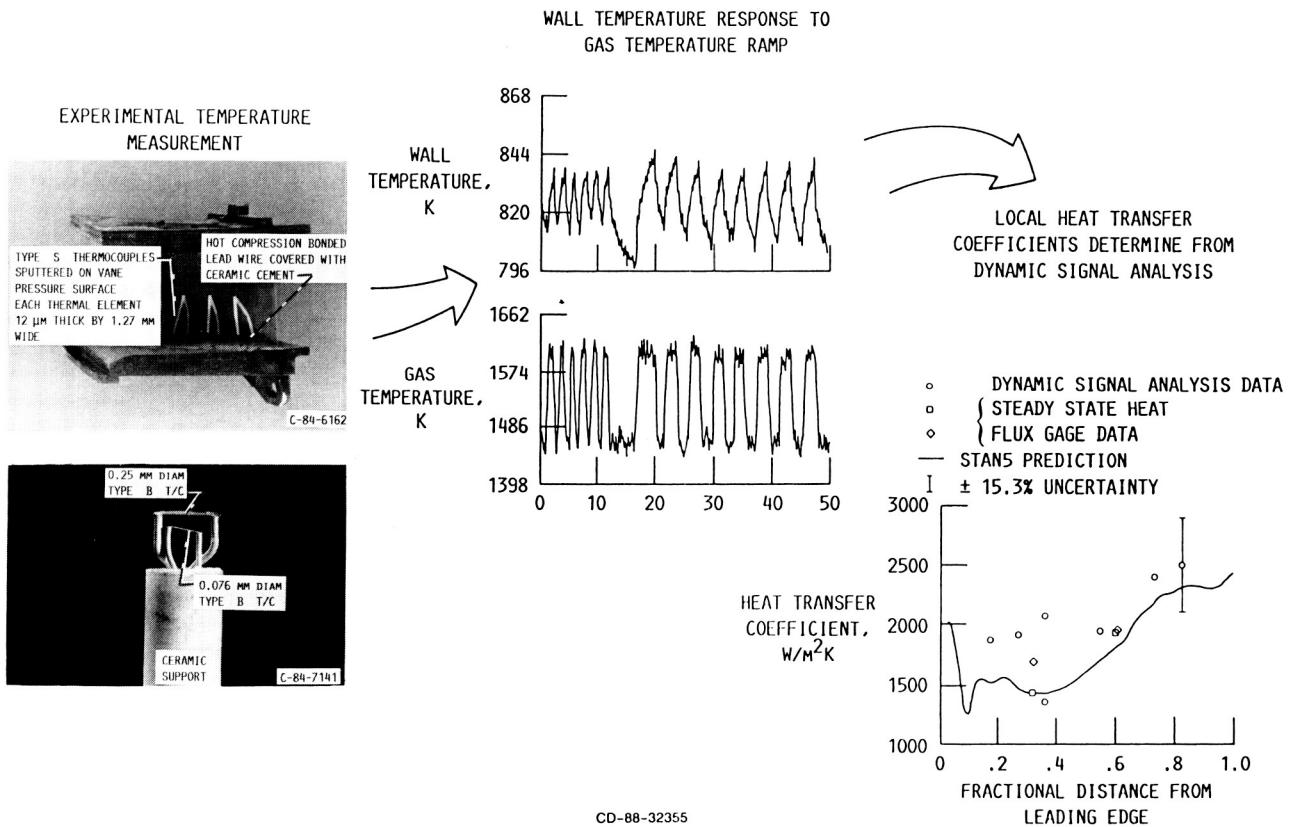 WALL TEMPERATURE RESPONSE TO
GAS TEMPERATURE RAMP
EXPERIMENTAL TEMPERATURE
MEASUREMENT
TYPE S THERMOCOUPLES
SPUTTERED ON VANE
PRESSURE SURFACE
EACH THERMAL ELEMENT
12 μM THICK BY 1.27 MM
WIDE
HOT COMPRESSION BONDED
LEAD WIRE COVERED WITH
CERAMIC CEMENT
C-84-6162
0.25 MM DIAM
TYPE B T/C
0.076 MM DIAM
TYPE B T/C
CERAMIC
SUPPORT
C-84-7141
WALL
TEMPERATURE,
K
868
844
820
796
GAS
TEMPERATURE,
K
1662
1574
1486
1398
0 10 20 30 40 50
LOCAL HEAT TRANSFER
COEFFICIENTS DETERMINE FROM
DYNAMIC SIGNAL ANALYSIS
DYNAMIC SIGNAL ANALYSIS DATA
STEADY STATE HEAT
FLUX GAGE DATA
STAN5 PREDICTION
± 15.3% UNCERTAINTY
HEAT TRANSFER
COEFFICIENT,
W/M²K
3000
2500
2000
1500
1000
0 .2 .4 .6 .8 1.0
FRACTIONAL DISTANCE FROM
LEADING EDGE
CD-88-32355